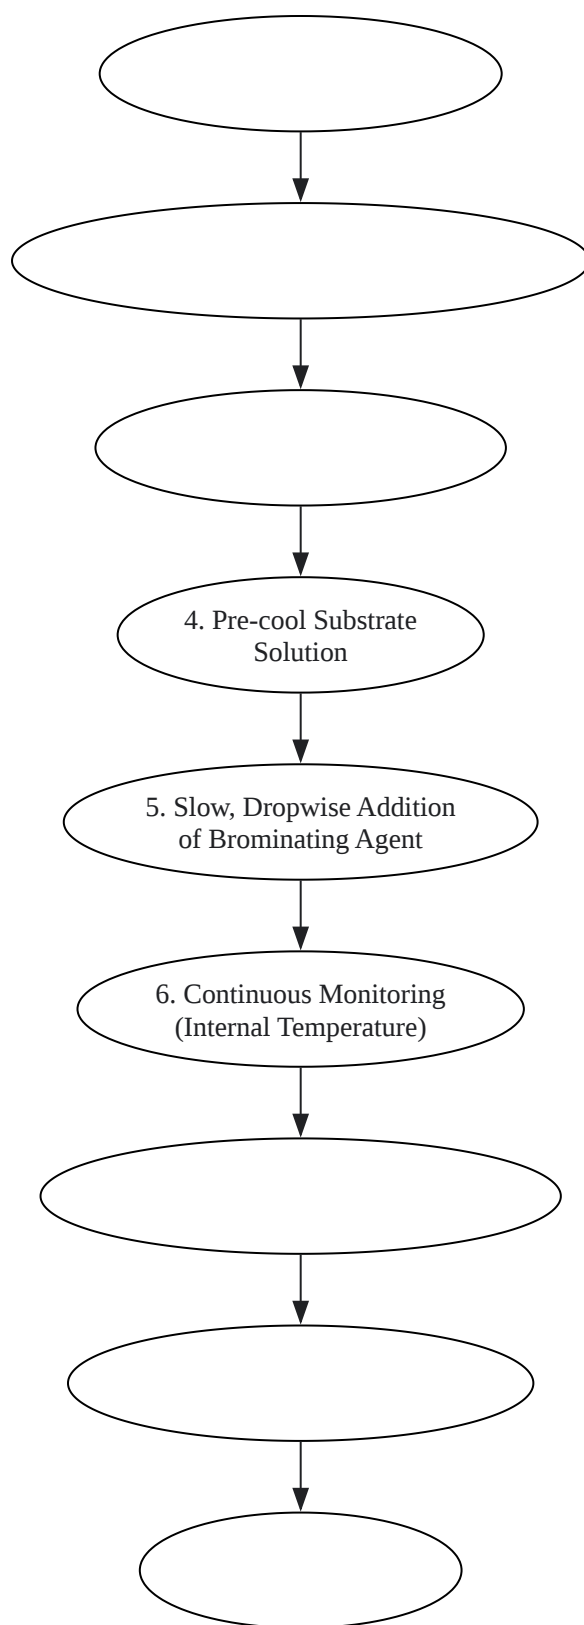 4. Pre-cool Substrate
Solution
5. Slow, Dropwise Addition
of Brominating Agent
6. Continuous Monitoring
(Internal Temperature)